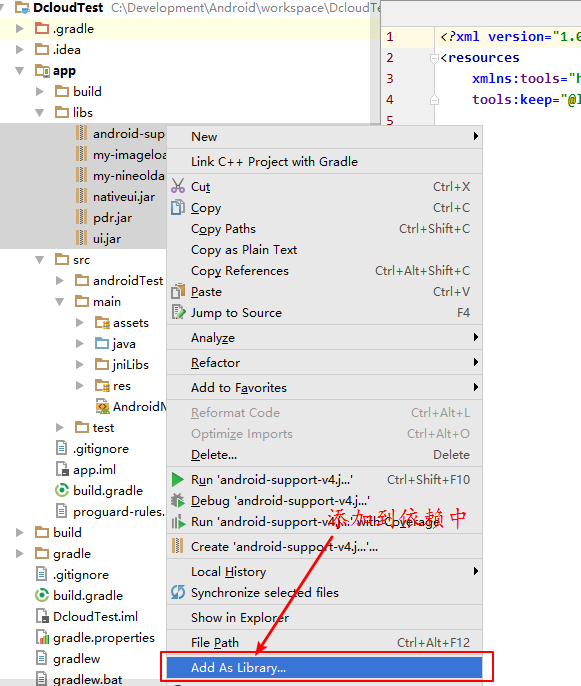 DcloudTest C:\Development\Android\workspace\DcloudTe
.gradle
.idea
app
build
libs
android-sup
my-imageloa
my-nineolda
nativeui.jar
pdr.jar
ui.jar
src
androidTest
main
assets
java
jniLibs
res
AndroidM
test
.gitignore
app.iml
build.gradle
proguard-rules.
build
gradle
.gitignore
build.gradle
DcloudTest.iml
gradle.properties
gradlew
gradlew.bat
1 <?xml version="1.0
2 <resources
3 xmlns:tools="h
4 tools:keep="@l
5
New
Link C++ Project with Gradle
Cut Ctrl+X
Copy Ctrl+C
Copy Paths Ctrl+Shift+C
Copy as Plain Text
Copy References Ctrl+Alt+Shift+C
Paste Ctrl+V
Jump to Source F4
Analyze
Refactor
Add to Favorites
Reformat Code Ctrl+Alt+L
Optimize Imports Ctrl+Alt+O
Delete... Delete
Run 'android-support-v4.j...' Ctrl+Shift+F10
Debug 'android-support-v4.j...'
Run 'android-support-v4.j...' with Coverage
添加到依赖中
Create 'android-support-v4.j...'...
Local History
Synchronize selected files
Show in Explorer
File Path Ctrl+Alt+F12
Add As Library...